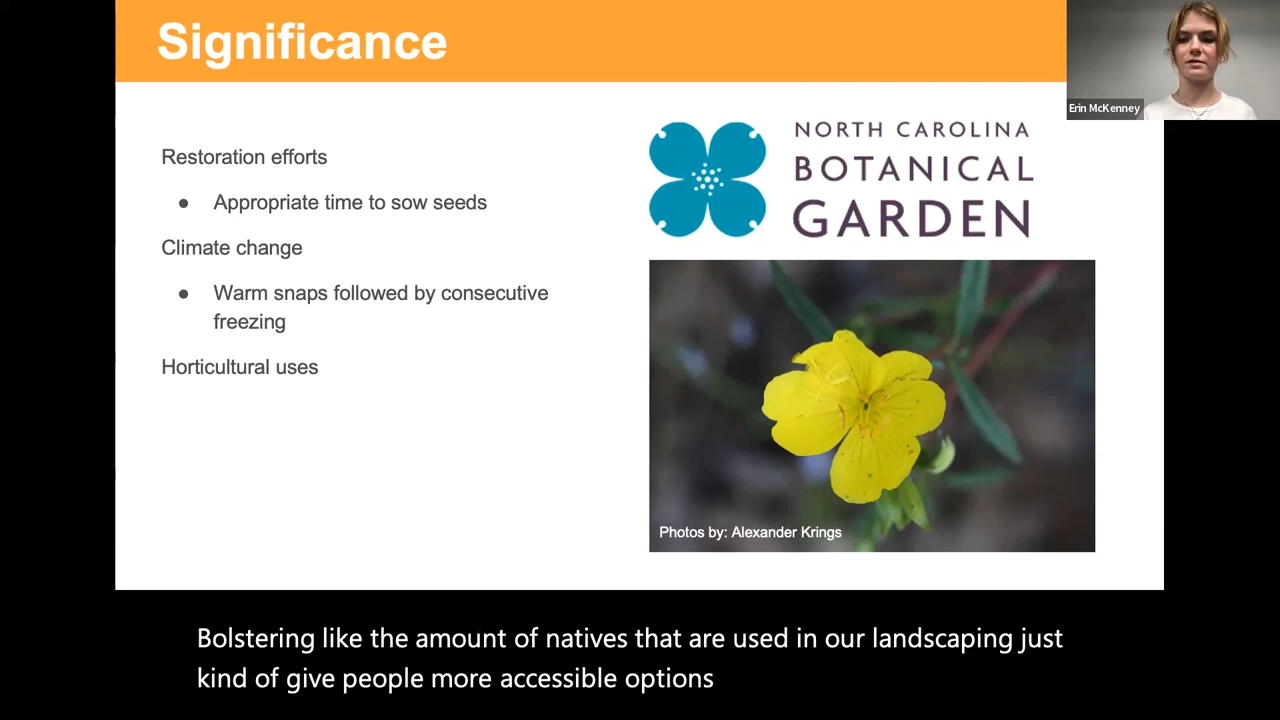 Significance
Erin McKenney
Restoration efforts
● Appropriate time to sow seeds
Climate change
● Warm snaps followed by consecutive
freezing
Horticultural uses
NORTH CAROLINA
BOTANICAL
GARDEN
Photos by: Alexander Krings
Bolstering like the amount of natives that are used in our landscaping just
kind of give people more accessible options